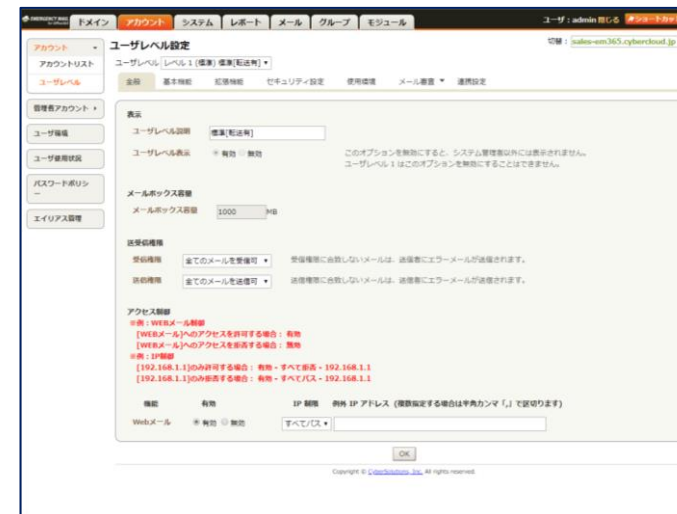 EMERGENCY MAIL
ドメイン アカウント システム レポート メール グループ モジュール
ユーザ : admin 閉じる
アカウント
アカウントリスト
ユーザレベル
管理者アカウント
ユーザ情報
ユーザ使用状況
パスワードポリシー
エイリアス管理
ユーザレベル設定
切替 : sales-em365.cybercloud.jp
ユーザレベル レベル 1 (標準) 標準[転送有]
全般 基本機能 拡張機能 セキュリティ設定 使用環境 メール審査 連携設定
表示
ユーザレベル説明 標準[転送有]
ユーザレベル表示 有効 無効 このオプションを無効にすると、システム管理者以外には表示されません。
ユーザレベル 1 はこのオプションを無効にすることはできません。
メールボックス容量
メールボックス容量 1000 MB
送受信権限
受信権限 全てのメールを受信可 受信権限に合致しないメールは、送信者にエラーメールが送信されます。
送信権限 全てのメールを送信可 送信権限に合致しないメールは、送信者にエラーメールが送信されます。
アクセス制御
※例 : WEBメール制御
[WEBメール]へのアクセスを許可する場合 : 有効
[WEBメール]へのアクセスを拒否する場合 : 無効
※例 : IP制御
[192.168.1.1]のみ許可する場合 : 有効 - すべて拒否 - 192.168.1.1
[192.168.1.1]のみ拒否する場合 : 有効 - すべてパス - 192.168.1.1
機能 有効 IP 制限 例外 IP アドレス (複数指定する場合は半角カンマ「,」で区切ります)
Webメール 有効 無効 すべてパス
OK
Copyright © CyberSolutions, Inc. All rights reserved.